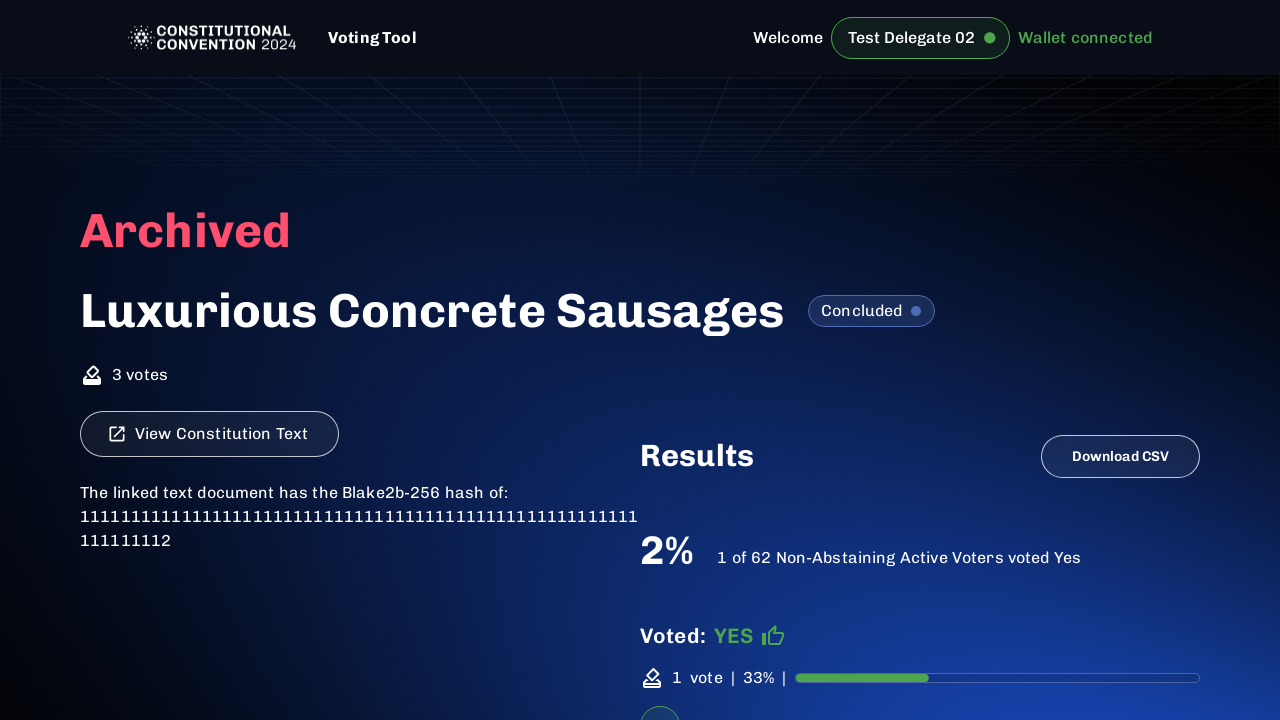 CONSTITUTIONAL
CONVENTION 2024
Voting Tool
Welcome
Test Delegate 02
Wallet connected
Archived
Luxurious Concrete Sausages
Concluded
3 votes
View Constitution Text
The linked text document has the Blake2b-256 hash of:
1111111111111111111111111111111111111111111111111111111
111111112
Results
Download CSV
2%
1 of 62 Non-Abstaining Active Voters voted Yes
Voted: YES
1 vote | 33% |